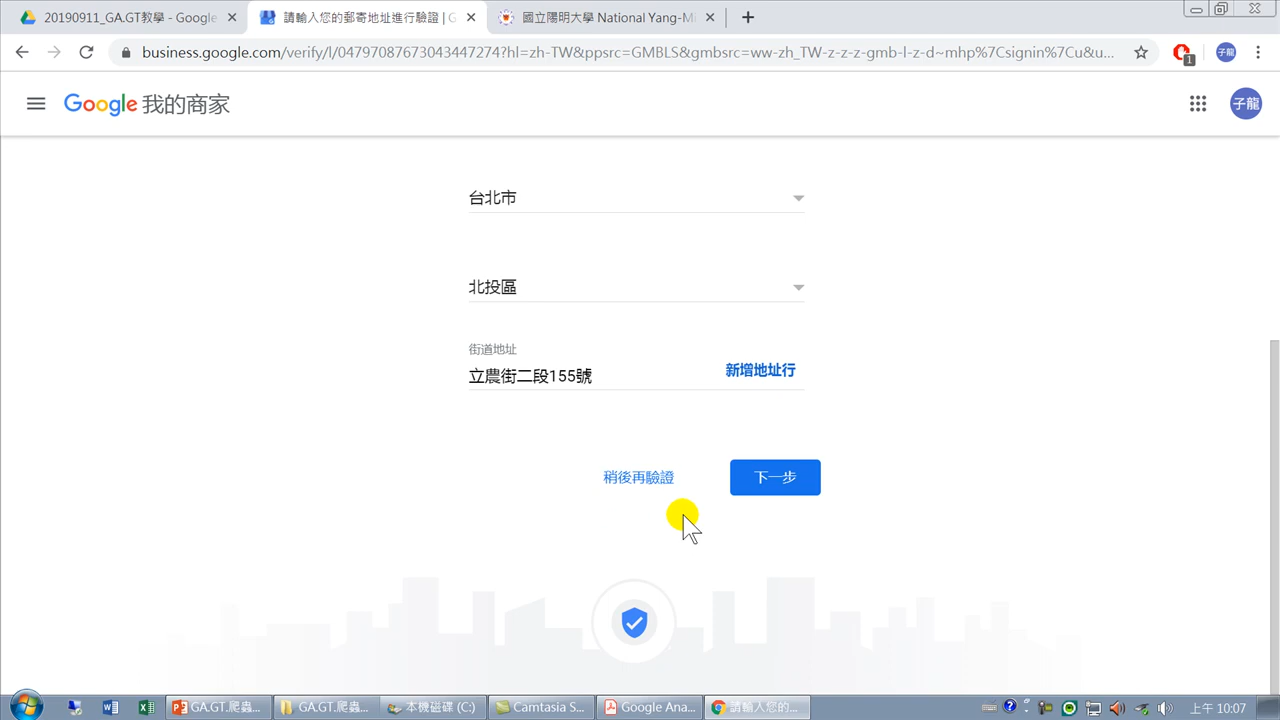 20190911_GA.GT教學 - Google
請輸入您的郵寄地址進行驗證 | G
國立陽明大學 National Yang-Mi
business.google.com/verify/l/04797087673043447274?hl=zh-TW&ppsrc=GMBLS&gmbsrc=ww-zh_TW-z-z-z-gmb-l-z-d~mhp%7Csignin%7Cu&u...
1
子龍
Google 我的商家
子龍
台北市
北投區
街道地址
立農街二段155號
新增地址行
稍後再驗證
下一步
GA.GT.爬蟲...
GA.GT.爬蟲...
本機磁碟 (C:)
Camtasia S...
Google Ana...
請輸入您的...
上午 10:07